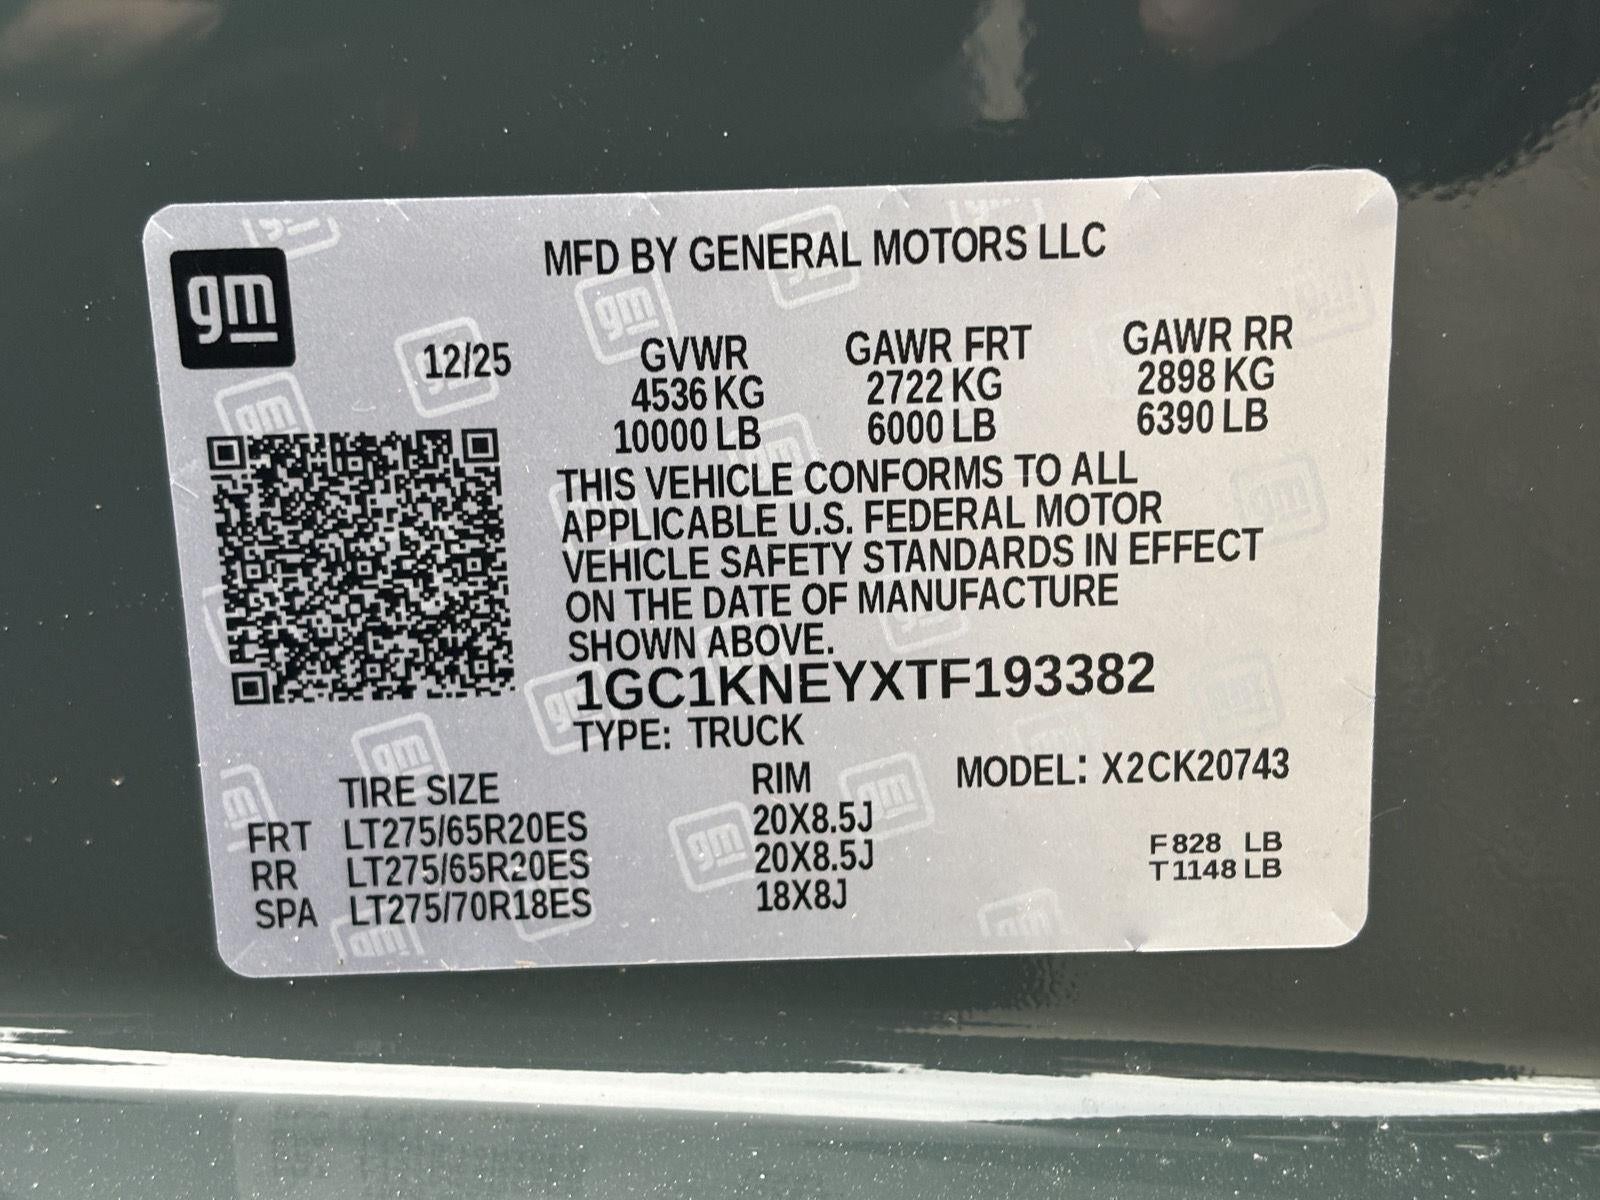 gm
MFD BY GENERAL MOTORS LLC
12/25 GVWR GAWR FRT GAWR RR
4536 KG 2722 KG 2898 KG
10000 LB 6000 LB 6390 LB
THIS VEHICLE CONFORMS TO ALL
APPLICABLE U.S. FEDERAL MOTOR
VEHICLE SAFETY STANDARDS IN EFFECT
ON THE DATE OF MANUFACTURE
SHOWN ABOVE.
1GC1KNEYXTF193382
TYPE: TRUCK
TIRE SIZE RIM MODEL: X2CK20743
FRT LT275/65R20ES 20X8.5J
RR LT275/65R20ES 20X8.5J
SPA LT275/70R18ES 18X8J
F 828 LB
T 1148 LB